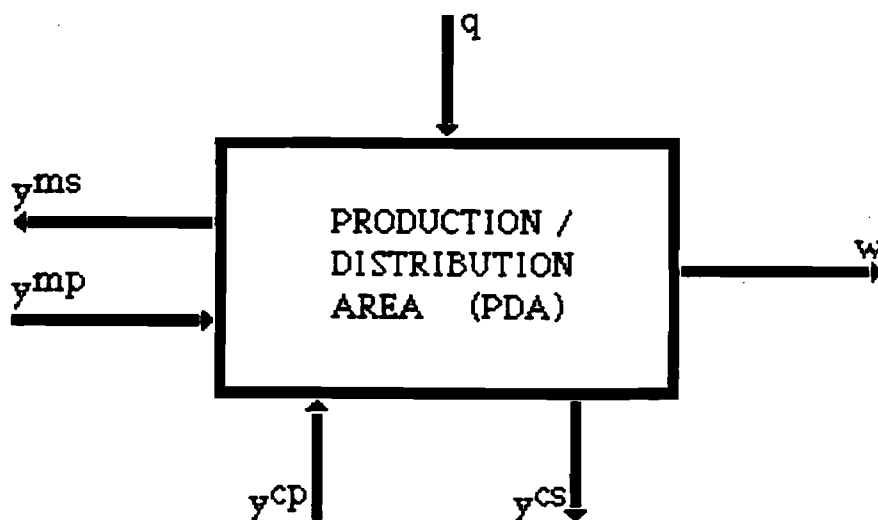 q
y^ms
PRODUCTION /
DISTRIBUTION
AREA (PDA)
w
y^mp
y^cp
y^cs